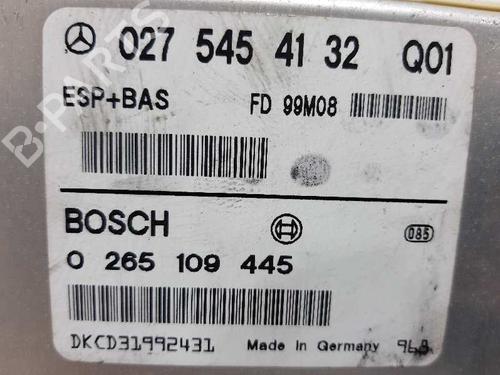 027 545 41 32 Q01
ESP+BAS FD 99M08
BOSCH
085
0 265 109 445
DKCD31992431 Made In Germany 968
B-PARTS